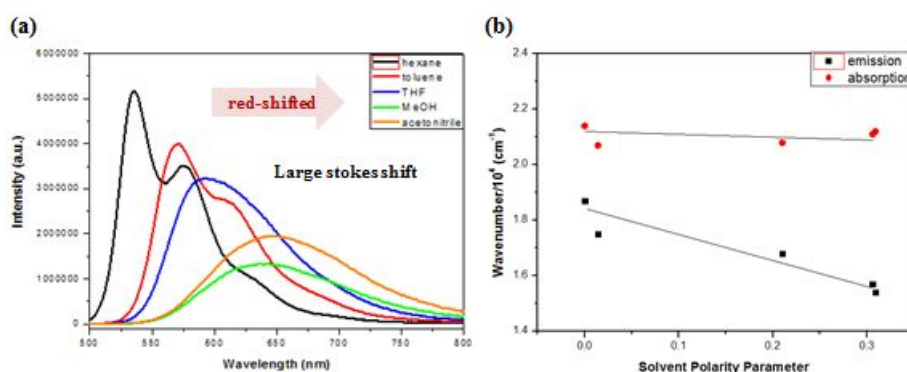 (a)
6000000
5000000
4000000
3000000
2000000
1000000
0
Intensity (a.u.)
500
550
600
650
700
750
800
Wavelength (nm)
hexane
toluene
THF
MeOH
acetonitrile
red-shifted
Large stokes shift
(b)
2.4
2.2
2.0
1.8
1.6
1.4
Wavenumber/10⁴ (cm⁻¹)
0.0
0.1
0.2
0.3
Solvent Polarity Parameter
emission
absorption